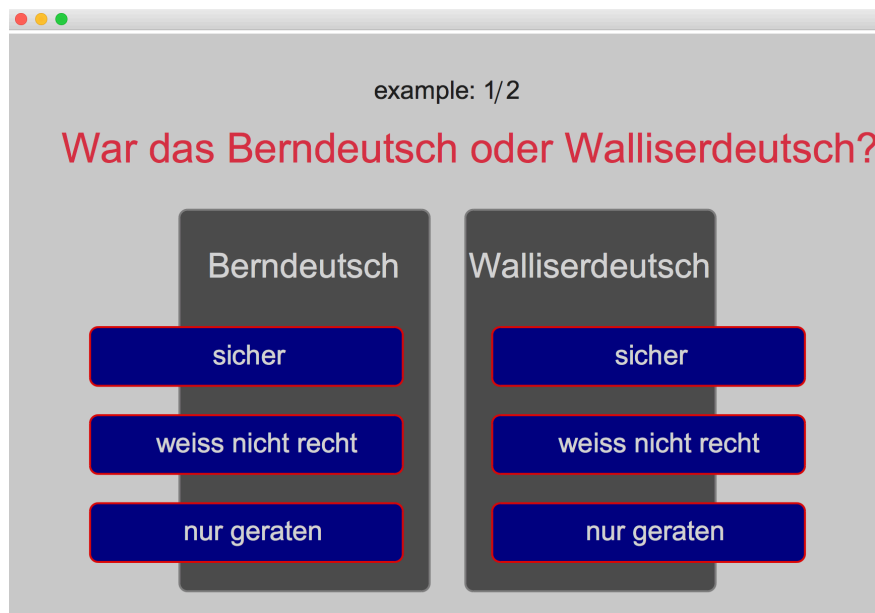 example: 1/2
War das Berndeutsch oder Walliserdeutsch?
Berndeutsch
Walliserdeutsch
sicher
sicher
weiss nicht recht
weiss nicht recht
nur geraten
nur geraten